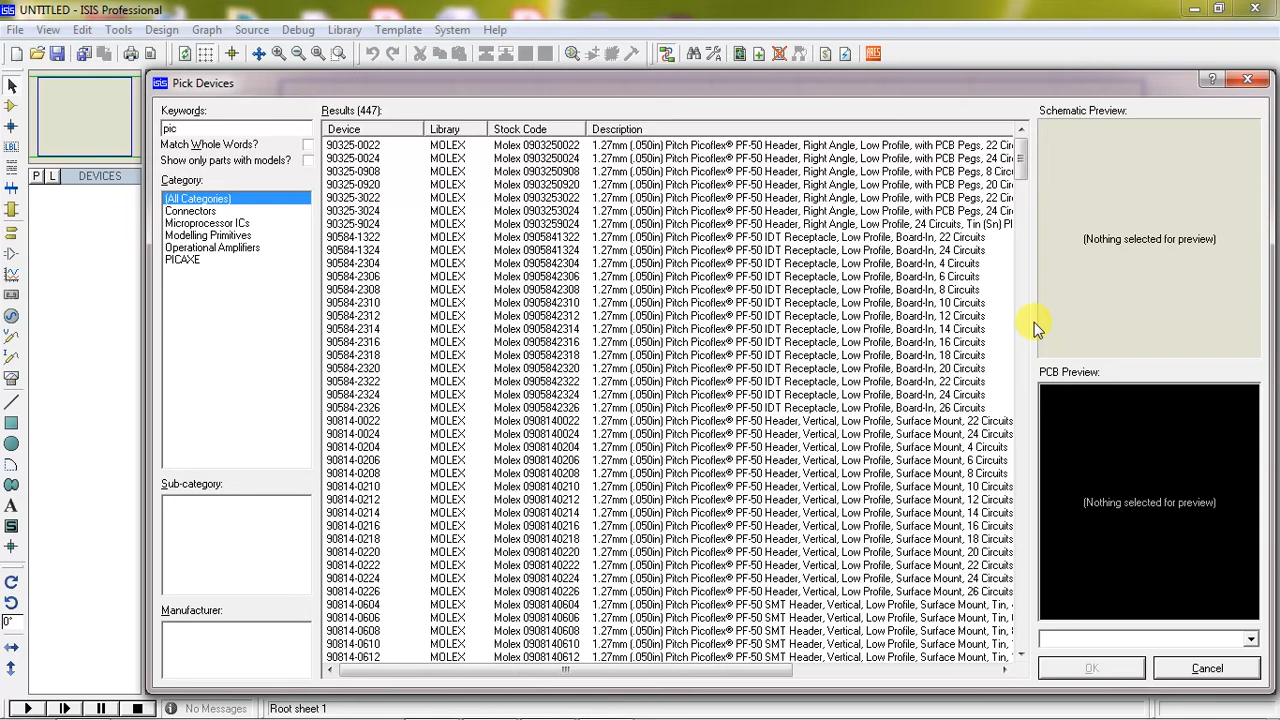 UNTITLED - ISIS Professional
File View Edit Tools Design Graph Source Debug Library Template System Help
ARES
Pick Devices
Keywords:
pic
Match Whole Words?
Show only parts with models?
Category:
(All Categories)
Connectors
Microprocessor ICs
Modelling Primitives
Operational Amplifiers
PICAXE
Sub-category:
Manufacturer:
P L DEVICES
LBL
A
S
0°
Results (447):
Device Library Stock Code Description
90325-0022 MOLEX Molex 0903250022 1.27mm (.050in) Pitch Picoflex® PF-50 Header, Right Angle, Low Profile, with PCB Pegs, 22 Cir
90325-0024 MOLEX Molex 0903250024 1.27mm (.050in) Pitch Picoflex® PF-50 Header, Right Angle, Low Profile, with PCB Pegs, 24 Cir
90325-0908 MOLEX Molex 0903250908 1.27mm (.050in) Pitch Picoflex® PF-50 Header, Right Angle, Low Profile, with PCB Pegs, 8 Circ
90325-0920 MOLEX Molex 0903250920 1.27mm (.050in) Pitch Picoflex® PF-50 Header, Right Angle, Low Profile, with PCB Pegs, 20 Cir
90325-3022 MOLEX Molex 0903253022 1.27mm (.050in) Pitch Picoflex® PF-50 Header, Right Angle, Low Profile, with PCB Pegs, 22 Cir
90325-3024 MOLEX Molex 0903253024 1.27mm (.050in) Pitch Picoflex® PF-50 Header, Right Angle, Low Profile, with PCB Pegs, 24 Cir
90325-9024 MOLEX Molex 0903259024 1.27mm (.050in) Pitch Picoflex® PF-50 Header, Right Angle, Low Profile, 24 Circuits, Tin (Sn) Pl
90584-1322 MOLEX Molex 0905841322 1.27mm (.050in) Pitch Picoflex® PF-50 IDT Receptacle, Low Profile, Board-In, 22 Circuits
90584-1324 MOLEX Molex 0905841324 1.27mm (.050in) Pitch Picoflex® PF-50 IDT Receptacle, Low Profile, Board-In, 24 Circuits
90584-2304 MOLEX Molex 0905842304 1.27mm (.050in) Pitch Picoflex® PF-50 IDT Receptacle, Low Profile, Board-In, 4 Circuits
90584-2306 MOLEX Molex 0905842306 1.27mm (.050in) Pitch Picoflex® PF-50 IDT Receptacle, Low Profile, Board-In, 6 Circuits
90584-2308 MOLEX Molex 0905842308 1.27mm (.050in) Pitch Picoflex® PF-50 IDT Receptacle, Low Profile, Board-In, 8 Circuits
90584-2310 MOLEX Molex 0905842310 1.27mm (.050in) Pitch Picoflex® PF-50 IDT Receptacle, Low Profile, Board-In, 10 Circuits
90584-2312 MOLEX Molex 0905842312 1.27mm (.050in) Pitch Picoflex® PF-50 IDT Receptacle, Low Profile, Board-In, 12 Circuits
90584-2314 MOLEX Molex 0905842314 1.27mm (.050in) Pitch Picoflex® PF-50 IDT Receptacle, Low Profile, Board-In, 14 Circuits
90584-2316 MOLEX Molex 0905842316 1.27mm (.050in) Pitch Picoflex® PF-50 IDT Receptacle, Low Profile, Board-In, 16 Circuits
90584-2318 MOLEX Molex 0905842318 1.27mm (.050in) Pitch Picoflex® PF-50 IDT Receptacle, Low Profile, Board-In, 18 Circuits
90584-2320 MOLEX Molex 0905842320 1.27mm (.050in) Pitch Picoflex® PF-50 IDT Receptacle, Low Profile, Board-In, 20 Circuits
90584-2322 MOLEX Molex 0905842322 1.27mm (.050in) Pitch Picoflex® PF-50 IDT Receptacle, Low Profile, Board-In, 22 Circuits
90584-2324 MOLEX Molex 0905842324 1.27mm (.050in) Pitch Picoflex® PF-50 IDT Receptacle, Low Profile, Board-In, 24 Circuits
90584-2326 MOLEX Molex 0905842326 1.27mm (.050in) Pitch Picoflex® PF-50 IDT Receptacle, Low Profile, Board-In, 26 Circuits
90814-0022 MOLEX Molex 0908140022 1.27mm (.050in) Pitch Picoflex® PF-50 Header, Vertical, Low Profile, Surface Mount, 22 Circuits
90814-0024 MOLEX Molex 0908140024 1.27mm (.050in) Pitch Picoflex® PF-50 Header, Vertical, Low Profile, Surface Mount, 24 Circuits
90814-0204 MOLEX Molex 0908140204 1.27mm (.050in) Pitch Picoflex® PF-50 Header, Vertical, Low Profile, Surface Mount, 4 Circuits
90814-0206 MOLEX Molex 0908140206 1.27mm (.050in) Pitch Picoflex® PF-50 Header, Vertical, Low Profile, Surface Mount, 6 Circuits
90814-0208 MOLEX Molex 0908140208 1.27mm (.050in) Pitch Picoflex® PF-50 Header, Vertical, Low Profile, Surface Mount, 8 Circuits
90814-0210 MOLEX Molex 0908140210 1.27mm (.050in) Pitch Picoflex® PF-50 Header, Vertical, Low Profile, Surface Mount, 10 Circuits
90814-0212 MOLEX Molex 0908140212 1.27mm (.050in) Pitch Picoflex® PF-50 Header, Vertical, Low Profile, Surface Mount, 12 Circuits
90814-0214 MOLEX Molex 0908140214 1.27mm (.050in) Pitch Picoflex® PF-50 Header, Vertical, Low Profile, Surface Mount, 14 Circuits
90814-0216 MOLEX Molex 0908140216 1.27mm (.050in) Pitch Picoflex® PF-50 Header, Vertical, Low Profile, Surface Mount, 16 Circuits
90814-0218 MOLEX Molex 0908140218 1.27mm (.050in) Pitch Picoflex® PF-50 Header, Vertical, Low Profile, Surface Mount, 18 Circuits
90814-0220 MOLEX Molex 0908140220 1.27mm (.050in) Pitch Picoflex® PF-50 Header, Vertical, Low Profile, Surface Mount, 20 Circuits
90814-0222 MOLEX Molex 0908140222 1.27mm (.050in) Pitch Picoflex® PF-50 Header, Vertical, Low Profile, Surface Mount, 22 Circuits
90814-0224 MOLEX Molex 0908140224 1.27mm (.050in) Pitch Picoflex® PF-50 Header, Vertical, Low Profile, Surface Mount, 24 Circuits
90814-0226 MOLEX Molex 0908140226 1.27mm (.050in) Pitch Picoflex® PF-50 Header, Vertical, Low Profile, Surface Mount, 26 Circuits
90814-0604 MOLEX Molex 0908140604 1.27mm (.050in) Pitch Picoflex® PF-50 SMT Header, Vertical, Low Profile, Surface Mount, Tin,
90814-0606 MOLEX Molex 0908140606 1.27mm (.050in) Pitch Picoflex® PF-50 SMT Header, Vertical, Low Profile, Surface Mount, Tin,
90814-0608 MOLEX Molex 0908140608 1.27mm (.050in) Pitch Picoflex® PF-50 SMT Header, Vertical, Low Profile, Surface Mount, Tin,
90814-0610 MOLEX Molex 0908140610 1.27mm (.050in) Pitch Picoflex® PF-50 SMT Header, Vertical, Low Profile, Surface Mount, Tin,
90814-0612 MOLEX Molex 0908140612 1.27mm (.050in) Pitch Picoflex® PF-50 SMT Header, Vertical, Low Profile, Surface Mount, Tin,
Schematic Preview:
(Nothing selected for preview)
PCB Preview:
(Nothing selected for preview)
OK Cancel
No Messages Root sheet 1